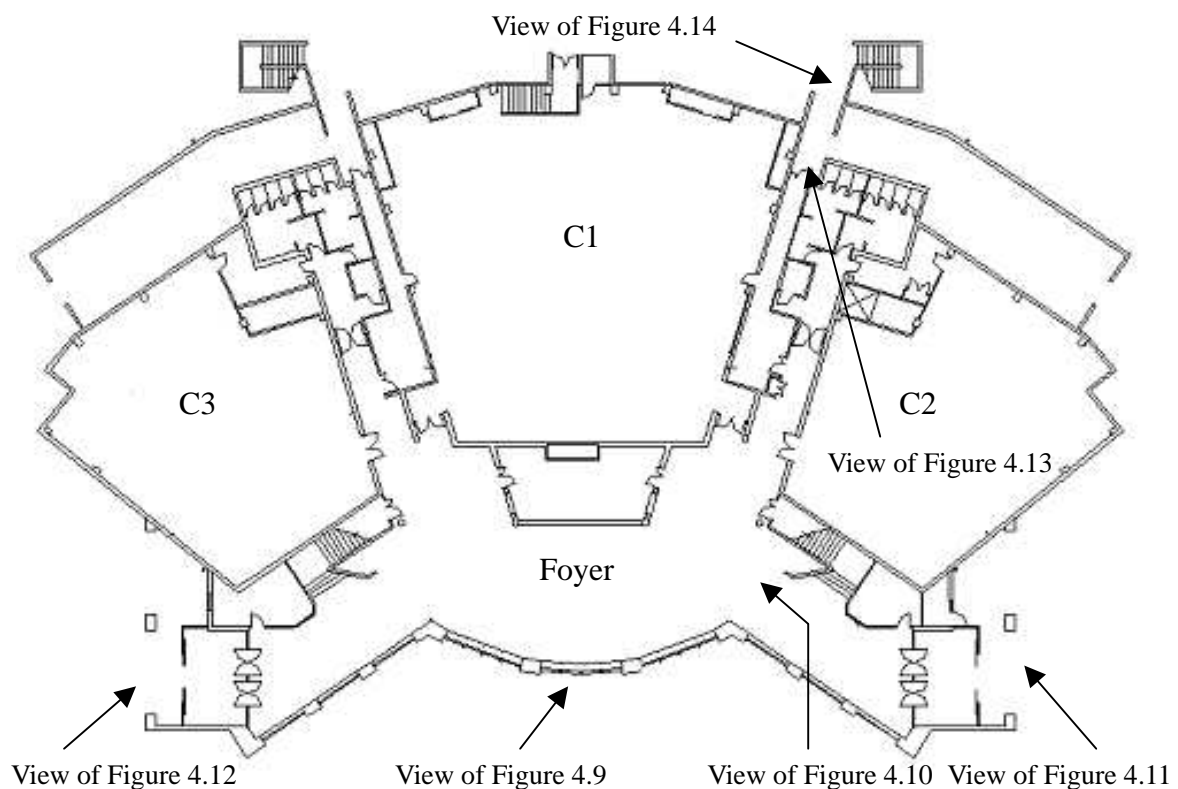 View of Figure 4.14
C1
C3
C2
View of Figure 4.13
Foyer
View of Figure 4.12
View of Figure 4.9
View of Figure 4.10
View of Figure 4.11